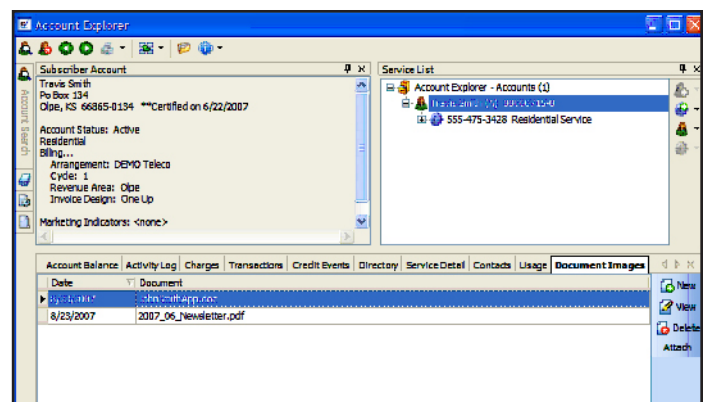 Account Explorer
Subscriber Account
Travis Smith
Po Box 134
Olpe, KS 66865-0134 **Certified on 6/22/2007
Account Status: Active
Residential
Billing...
Arrangement: DEMO Teleco
Cycle: 1
Revenue Area: Olpe
Invoice Design: One Up
Marketing Indicators: <none>
Account Search
Service List
Account Explorer - Accounts (1)
555-475-3428 Residential Service
Account Balance Activity Log Charges Transactions Credit Events Directory Service Detail Contacts Usage Document Images
Date Document
8/23/2007 2007_06_Newsletter.pdf
New
View
Delete
Attach